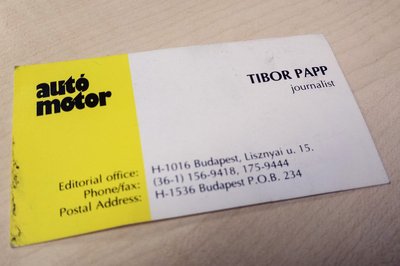 autó
motor
TIBOR PAPP
journalist
Editorial office: H-1016 Budapest, Lisznyai u. 15.
Phone/fax: (36-1) 156-9418, 175-9444
Postal Address: H-1536 Budapest P.O.B. 234